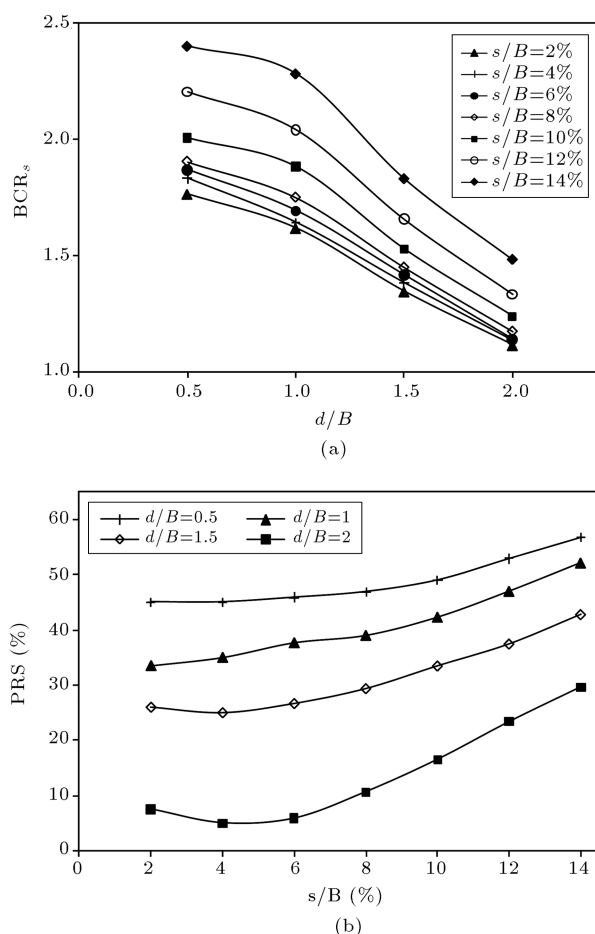 2.5
2.0
1.5
1.0
BCRs
s/B=2%
s/B=4%
s/B=6%
s/B=8%
s/B=10%
s/B=12%
s/B=14%
0.0 0.5 1.0 1.5 2.0
d/B
(a)
60
50
40
30
20
10
0
PRS (%)
d/B=0.5 d/B=1
d/B=1.5 d/B=2
0 2 4 6 8 10 12 14
s/B (%)
(b)